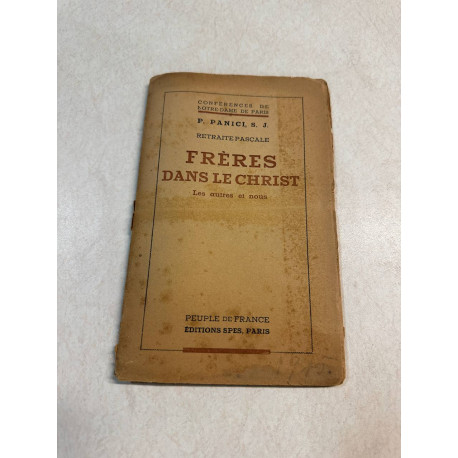 CONFÉRENCES DE
NOTRE-DAME DE PARIS
P. PANICI, S. J.
RETRAITE PASCALE
FRÈRES
DANS LE CHRIST
Les autres et nous
PEUPLE DE FRANCE
ÉDITIONS SPES, PARIS